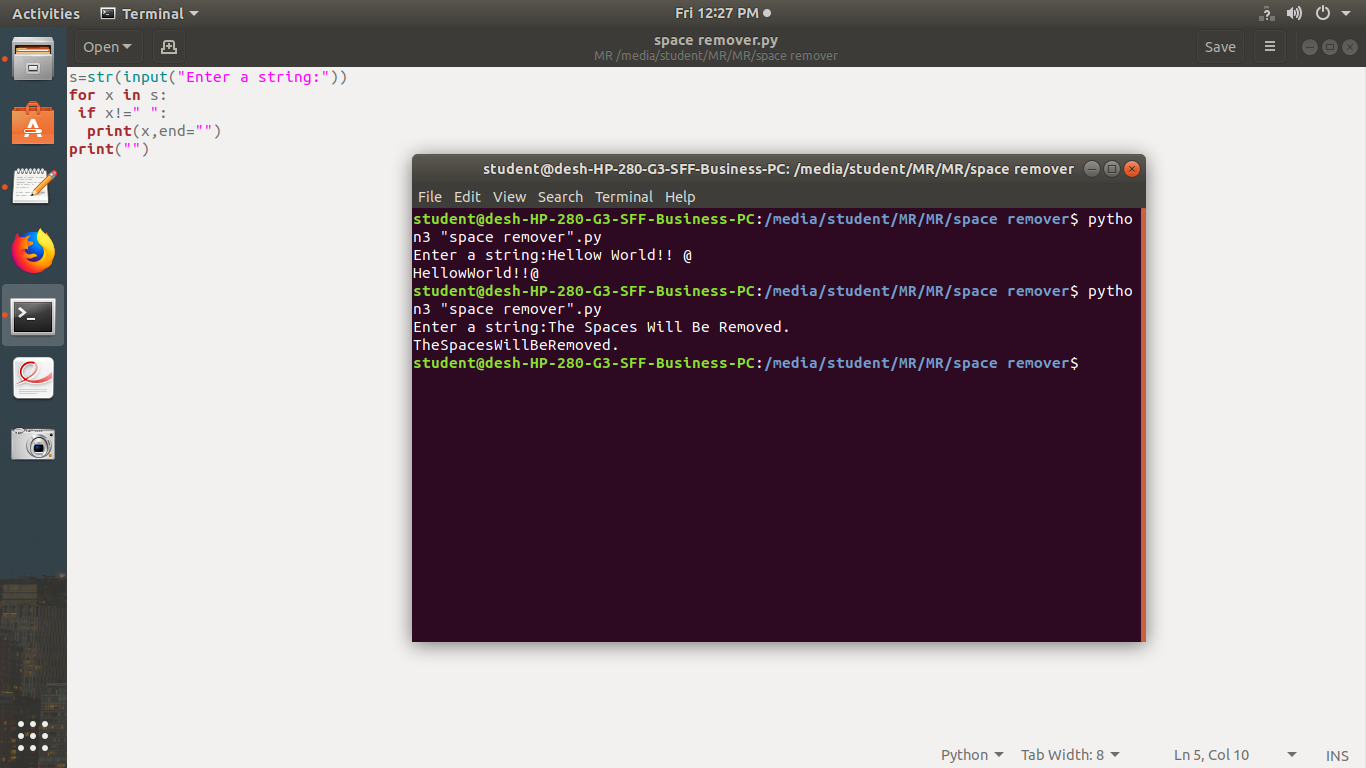 Activities Terminal Fri 12:27 PM
Open space remover.py Save
MR /media/student/MR/MR/space remover
s=str(input("Enter a string:"))
for x in s:
 if x!=" ":
  print(x,end="")
print("")
student@desh-HP-280-G3-SFF-Business-PC: /media/student/MR/MR/space remover
File Edit View Search Terminal Help
student@desh-HP-280-G3-SFF-Business-PC:/media/student/MR/MR/space remover$ pytho
n3 "space remover".py
Enter a string:Hellow World!! @
HellowWorld!!@
student@desh-HP-280-G3-SFF-Business-PC:/media/student/MR/MR/space remover$ pytho
n3 "space remover".py
Enter a string:The Spaces Will Be Removed.
TheSpacesWillBeRemoved.
student@desh-HP-280-G3-SFF-Business-PC:/media/student/MR/MR/space remover$
Python Tab Width: 8 Ln 5, Col 10 INS